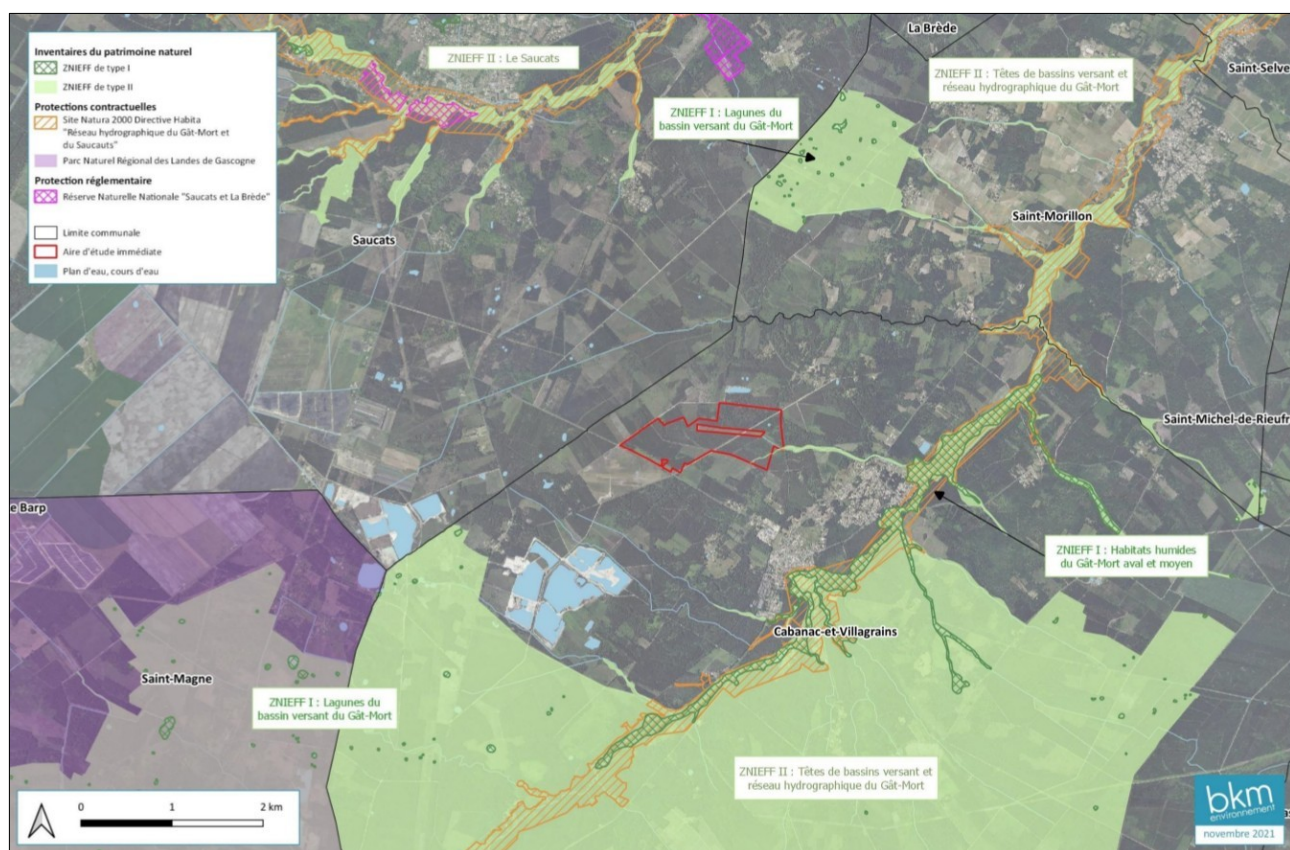 Inventaires du patrimoine naturel
ZNIEFF de type I
ZNIEFF de type II
Protections contractuelles
Site Natura 2000 Directive Habita
"Réseau hydrographique du Gât-Mort et
du Saucauts"
Parc Naturel Régional des Landes de Gascogne
Protection réglementaire
Réserve Naturelle Nationale "Saucats et La Brède"
Limite communale
Aire d'étude immédiate
Plan d'eau, cours d'eau
ZNIEFF II : Le Saucats
La Brède
Saint-Selve
ZNIEFF II : Têtes de bassins versant et
réseau hydrographique du Gât-Mort
ZNIEFF I : Lagunes du
bassin versant du Gât-Mort
Saint-Morillon
Saucats
Saint-Michel-de-Rieufr
e Barp
ZNIEFF I : Habitats humides
du Gât-Mort aval et moyen
Cabanac-et-Villagrains
Saint-Magne
ZNIEFF I : Lagunes du
bassin versant du Gât-Mort
ZNIEFF II : Têtes de bassins versant et
réseau hydrographique du Gât-Mort
0 1 2 km
bkm
environnement
novembre 2021